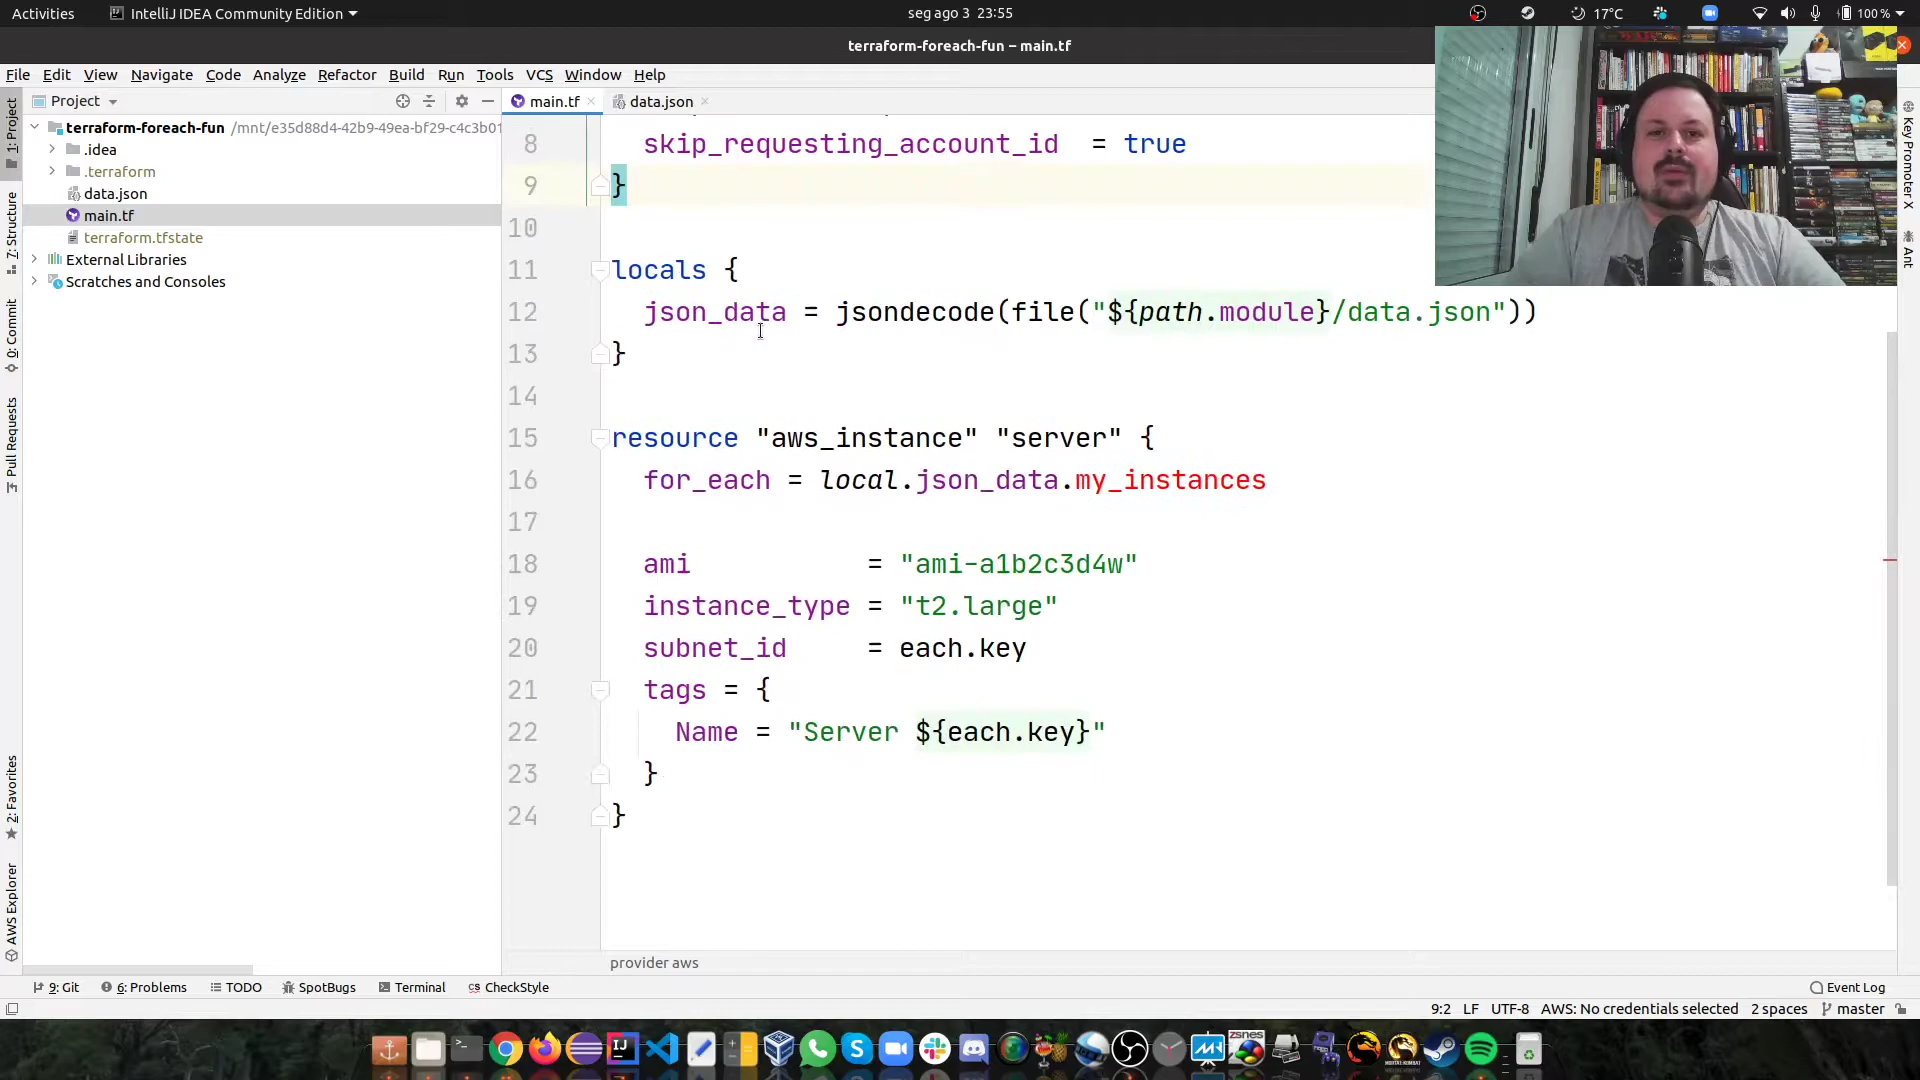 Activities
IntelliJ IDEA Community Edition
seg ago 3 23:55
17°C
100 %
terraform-foreach-fun – main.tf
File Edit View Navigate Code Analyze Refactor Build Run Tools VCS Window Help
Project
main.tf
data.json
1: Project
7: Structure
0: Commit
Pull Requests
2: Favorites
AWS Explorer
terraform-foreach-fun /mnt/e35d88d4-42b9-49ea-bf29-c4c3b01
.idea
.terraform
data.json
main.tf
terraform.tfstate
External Libraries
Scratches and Consoles
8 skip_requesting_account_id = true
9 }
10
11 locals {
12 json_data = jsondecode(file("${path.module}/data.json"))
13 }
14
15 resource "aws_instance" "server" {
16 for_each = local.json_data.my_instances
17
18 ami = "ami-a1b2c3d4w"
19 instance_type = "t2.large"
20 subnet_id = each.key
21 tags = {
22 Name = "Server ${each.key}"
23 }
24 }
provider aws
Key Promoter X
Ant
9: Git
6: Problems
TODO
SpotBugs
Terminal
CheckStyle
Event Log
9:2 LF UTF-8 AWS: No credentials selected 2 spaces master